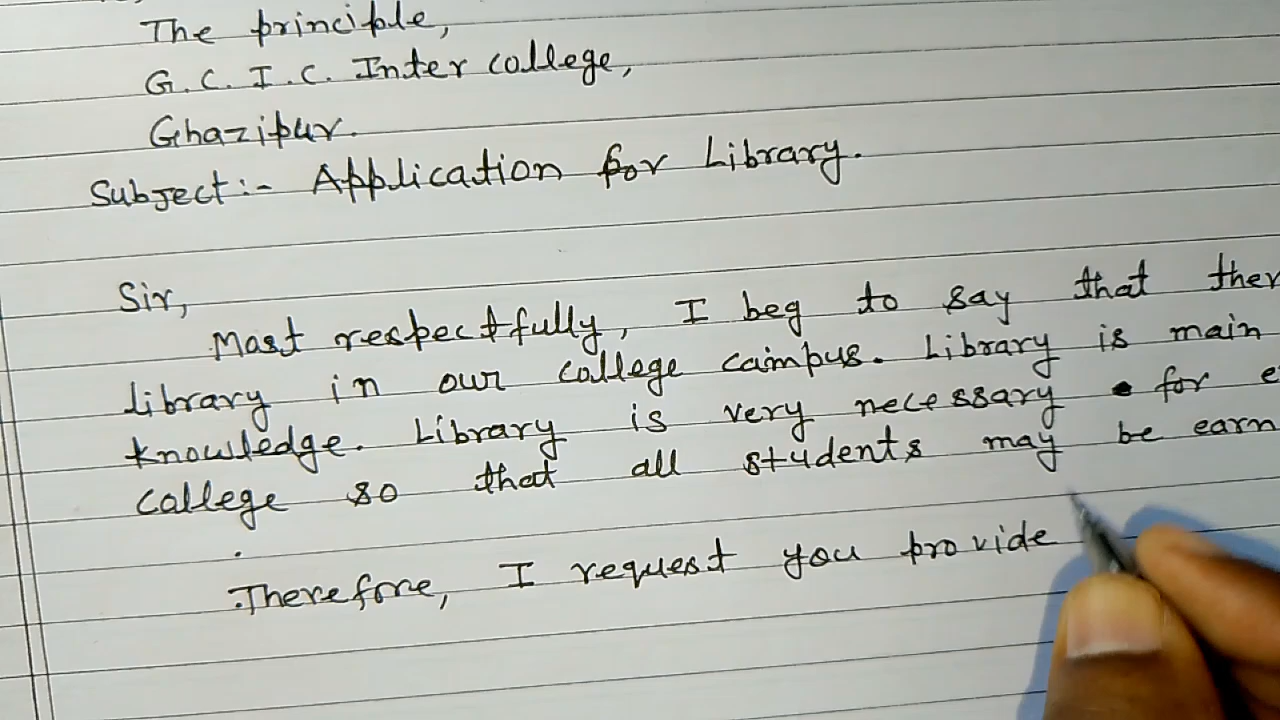 The principle,
G.C.I.C. Inter college,
Ghazipur.
Subject:- Application for Library.
Sir,
Most respectfully, I beg to say that ther
library in our college campus. Library is main
knowledge. Library is very necessary for e
college so that all students may be earn
Therefore, I request you provide